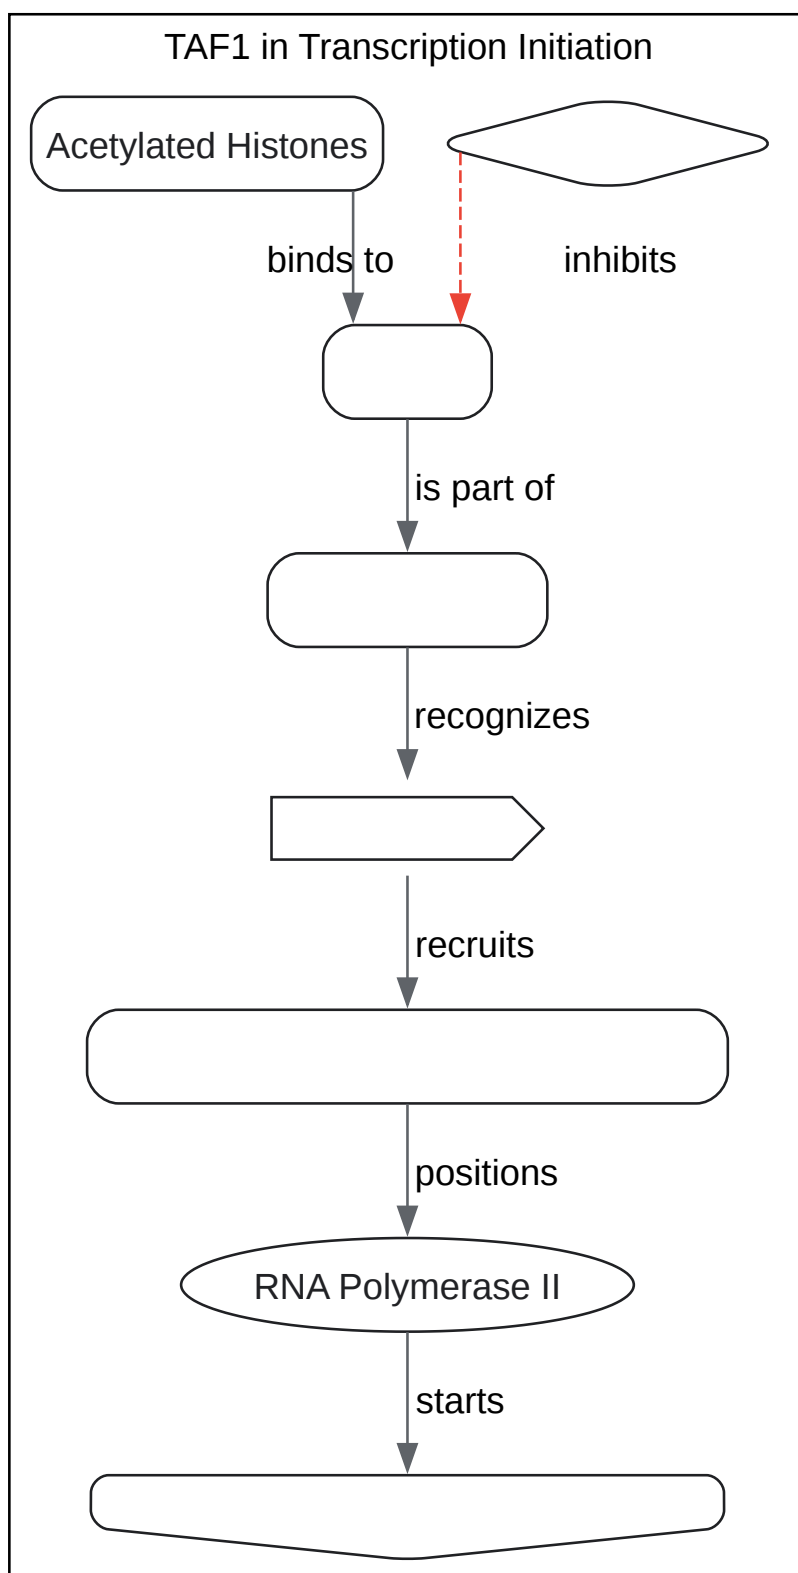 TAF1 in Transcription Initiation
Acetylated Histones
binds to
inhibits
is part of
recognizes
recruits
positions
RNA Polymerase II
starts